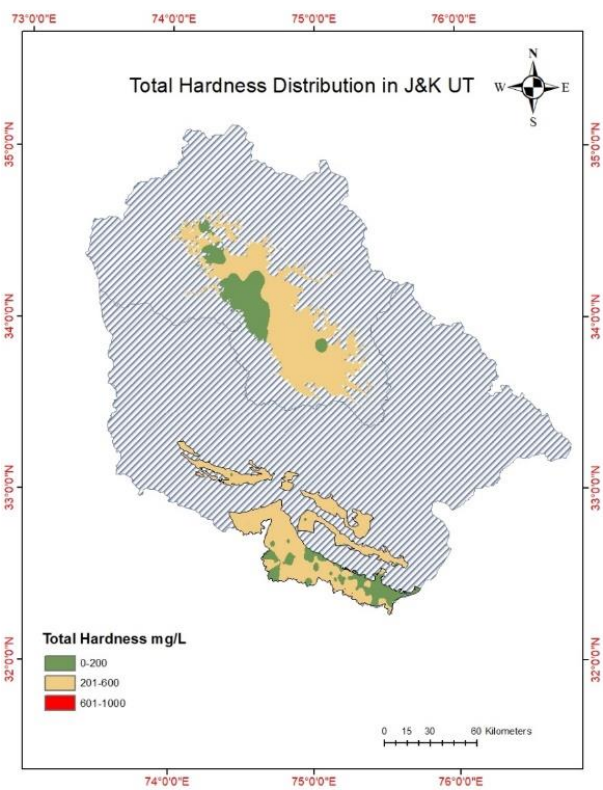 73°0'0"E 74°0'0"E 75°0'0"E 76°0'0"E
Total Hardness Distribution in J&K UT
N
W E
S
35°0'0"N 35°0'0"N
34°0'0"N 34°0'0"N
33°0'0"N 33°0'0"N
32°0'0"N 32°0'0"N
Total Hardness mg/L
0-200
201-600
601-1000
0 15 30 60 Kilometers
74°0'0"E 75°0'0"E 76°0'0"E